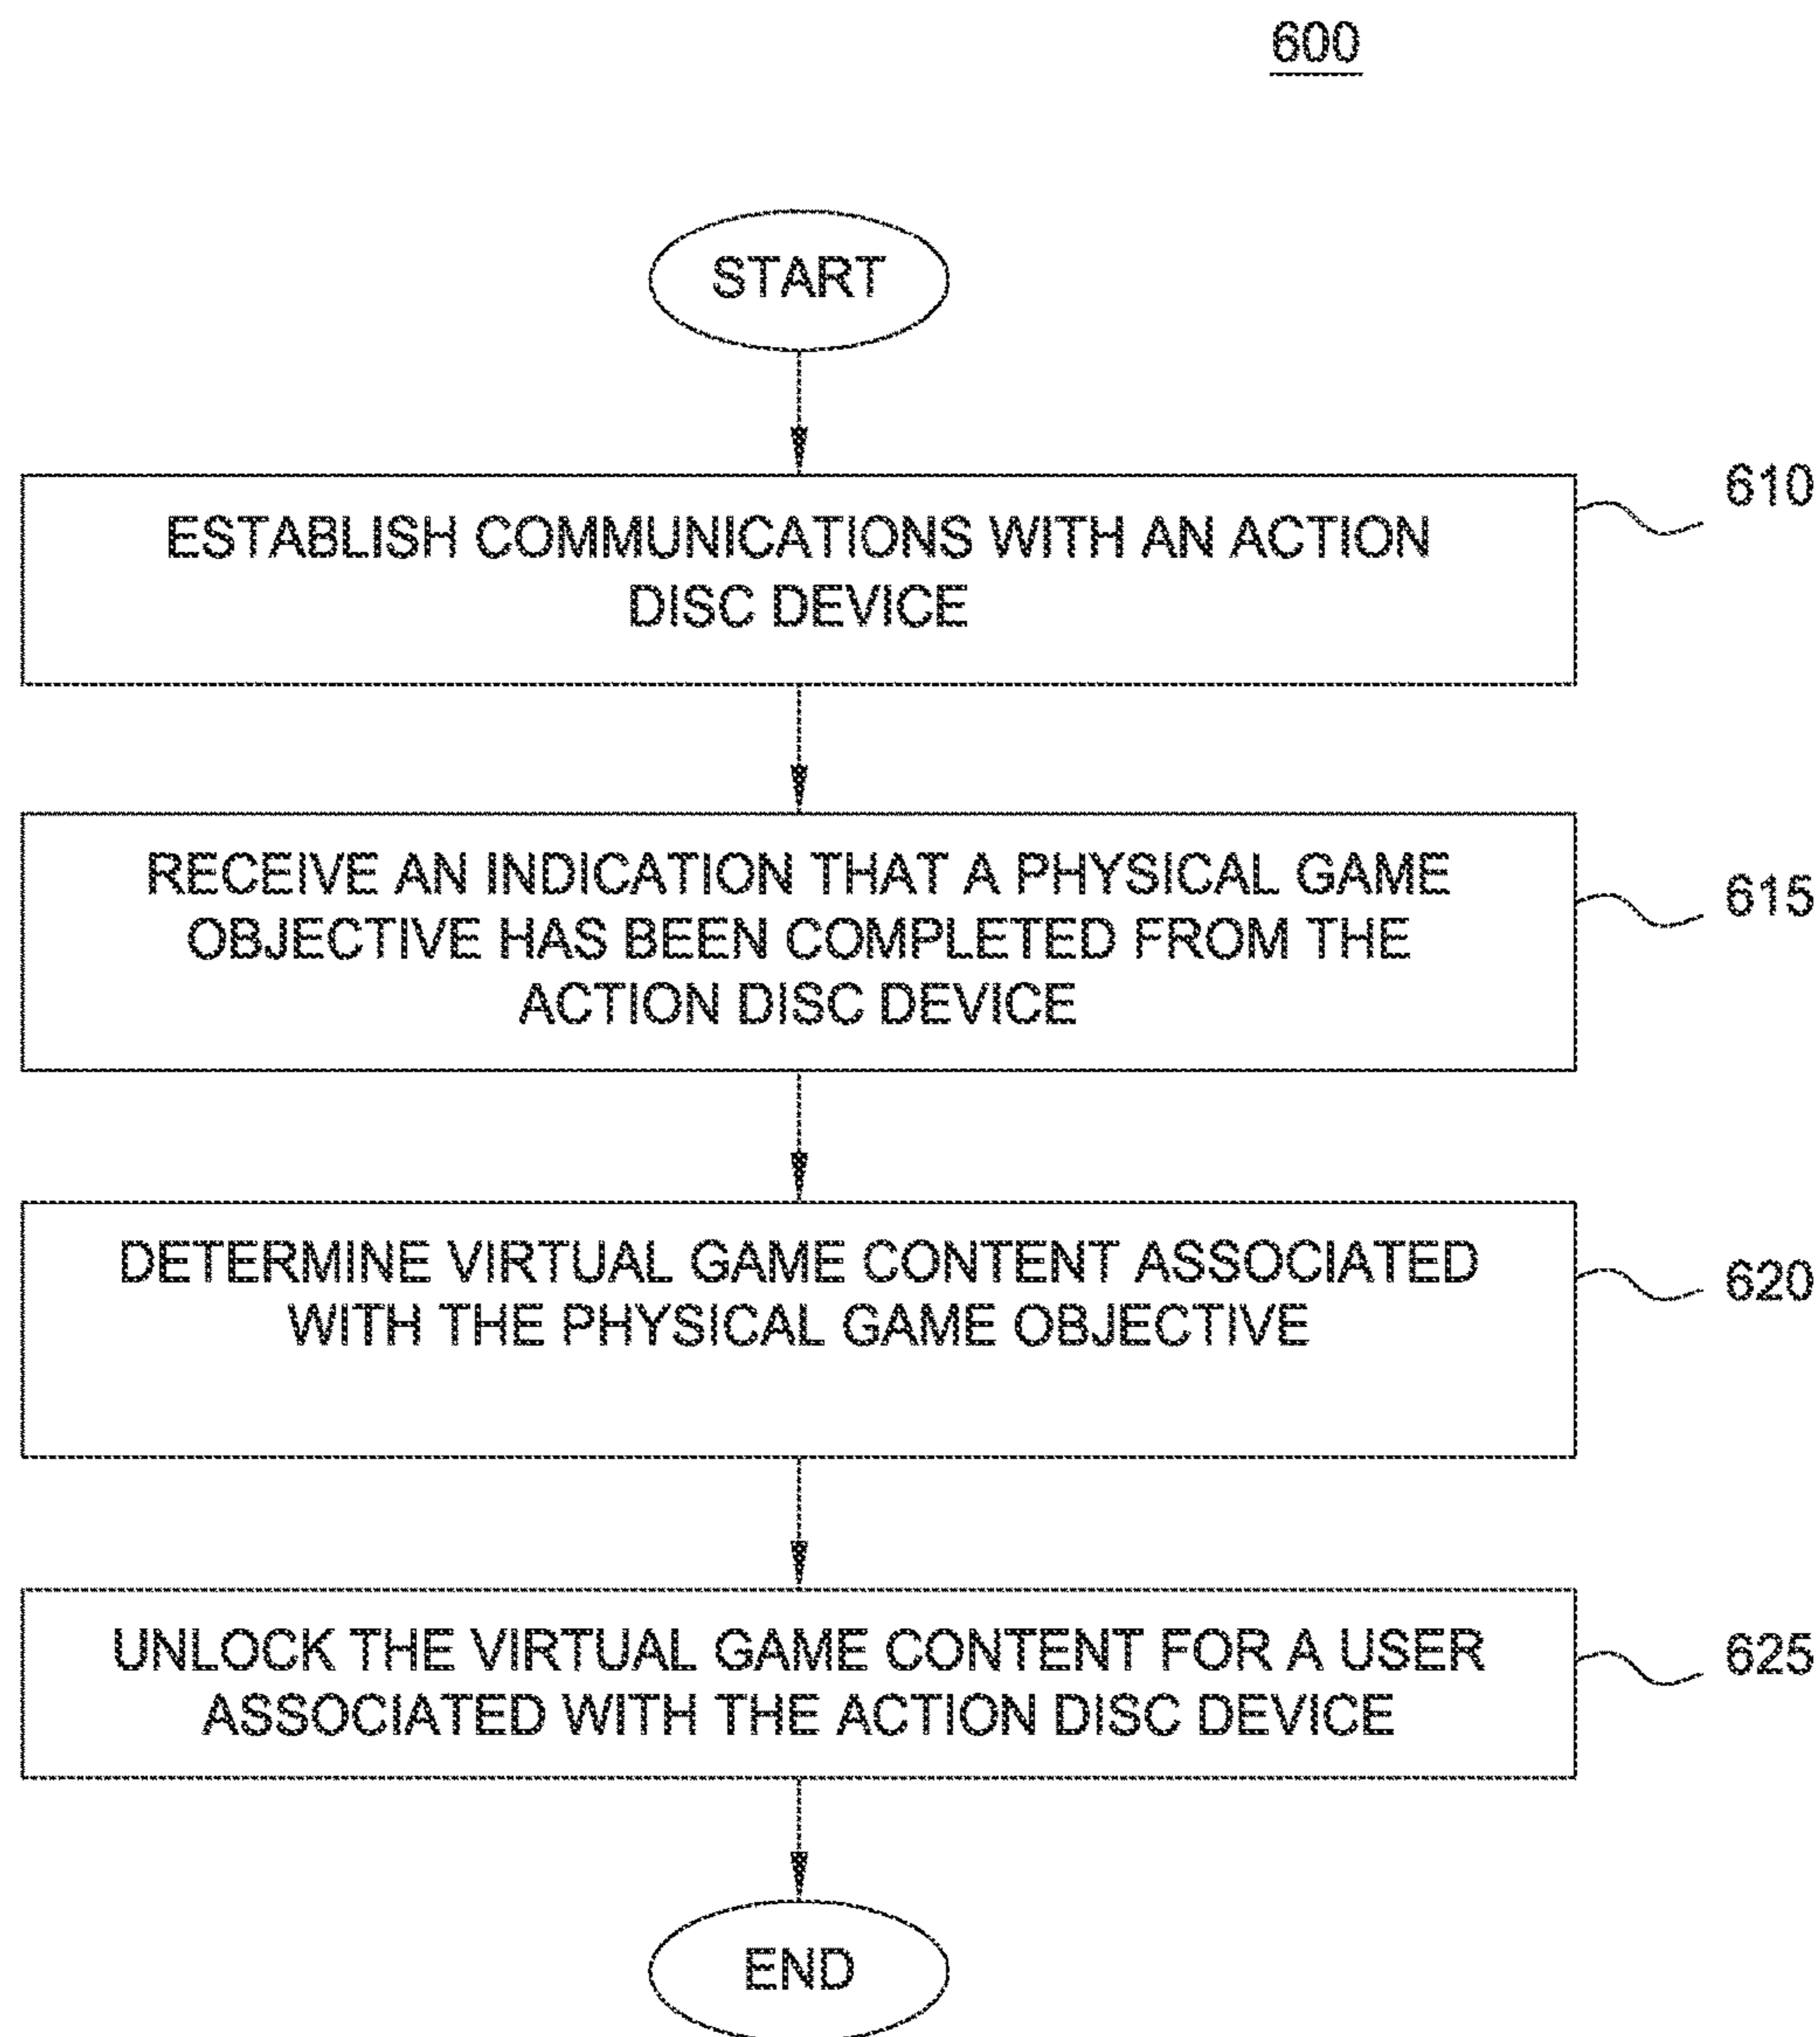 600
START
ESTABLISH COMMUNICATIONS WITH AN ACTION
DISC DEVICE
610
RECEIVE AN INDICATION THAT A PHYSICAL GAME
OBJECTIVE HAS BEEN COMPLETED FROM THE
ACTION DISC DEVICE
615
DETERMINE VIRTUAL GAME CONTENT ASSOCIATED
WITH THE PHYSICAL GAME OBJECTIVE
620
UNLOCK THE VIRTUAL GAME CONTENT FOR A USER
ASSOCIATED WITH THE ACTION DISC DEVICE
625
END